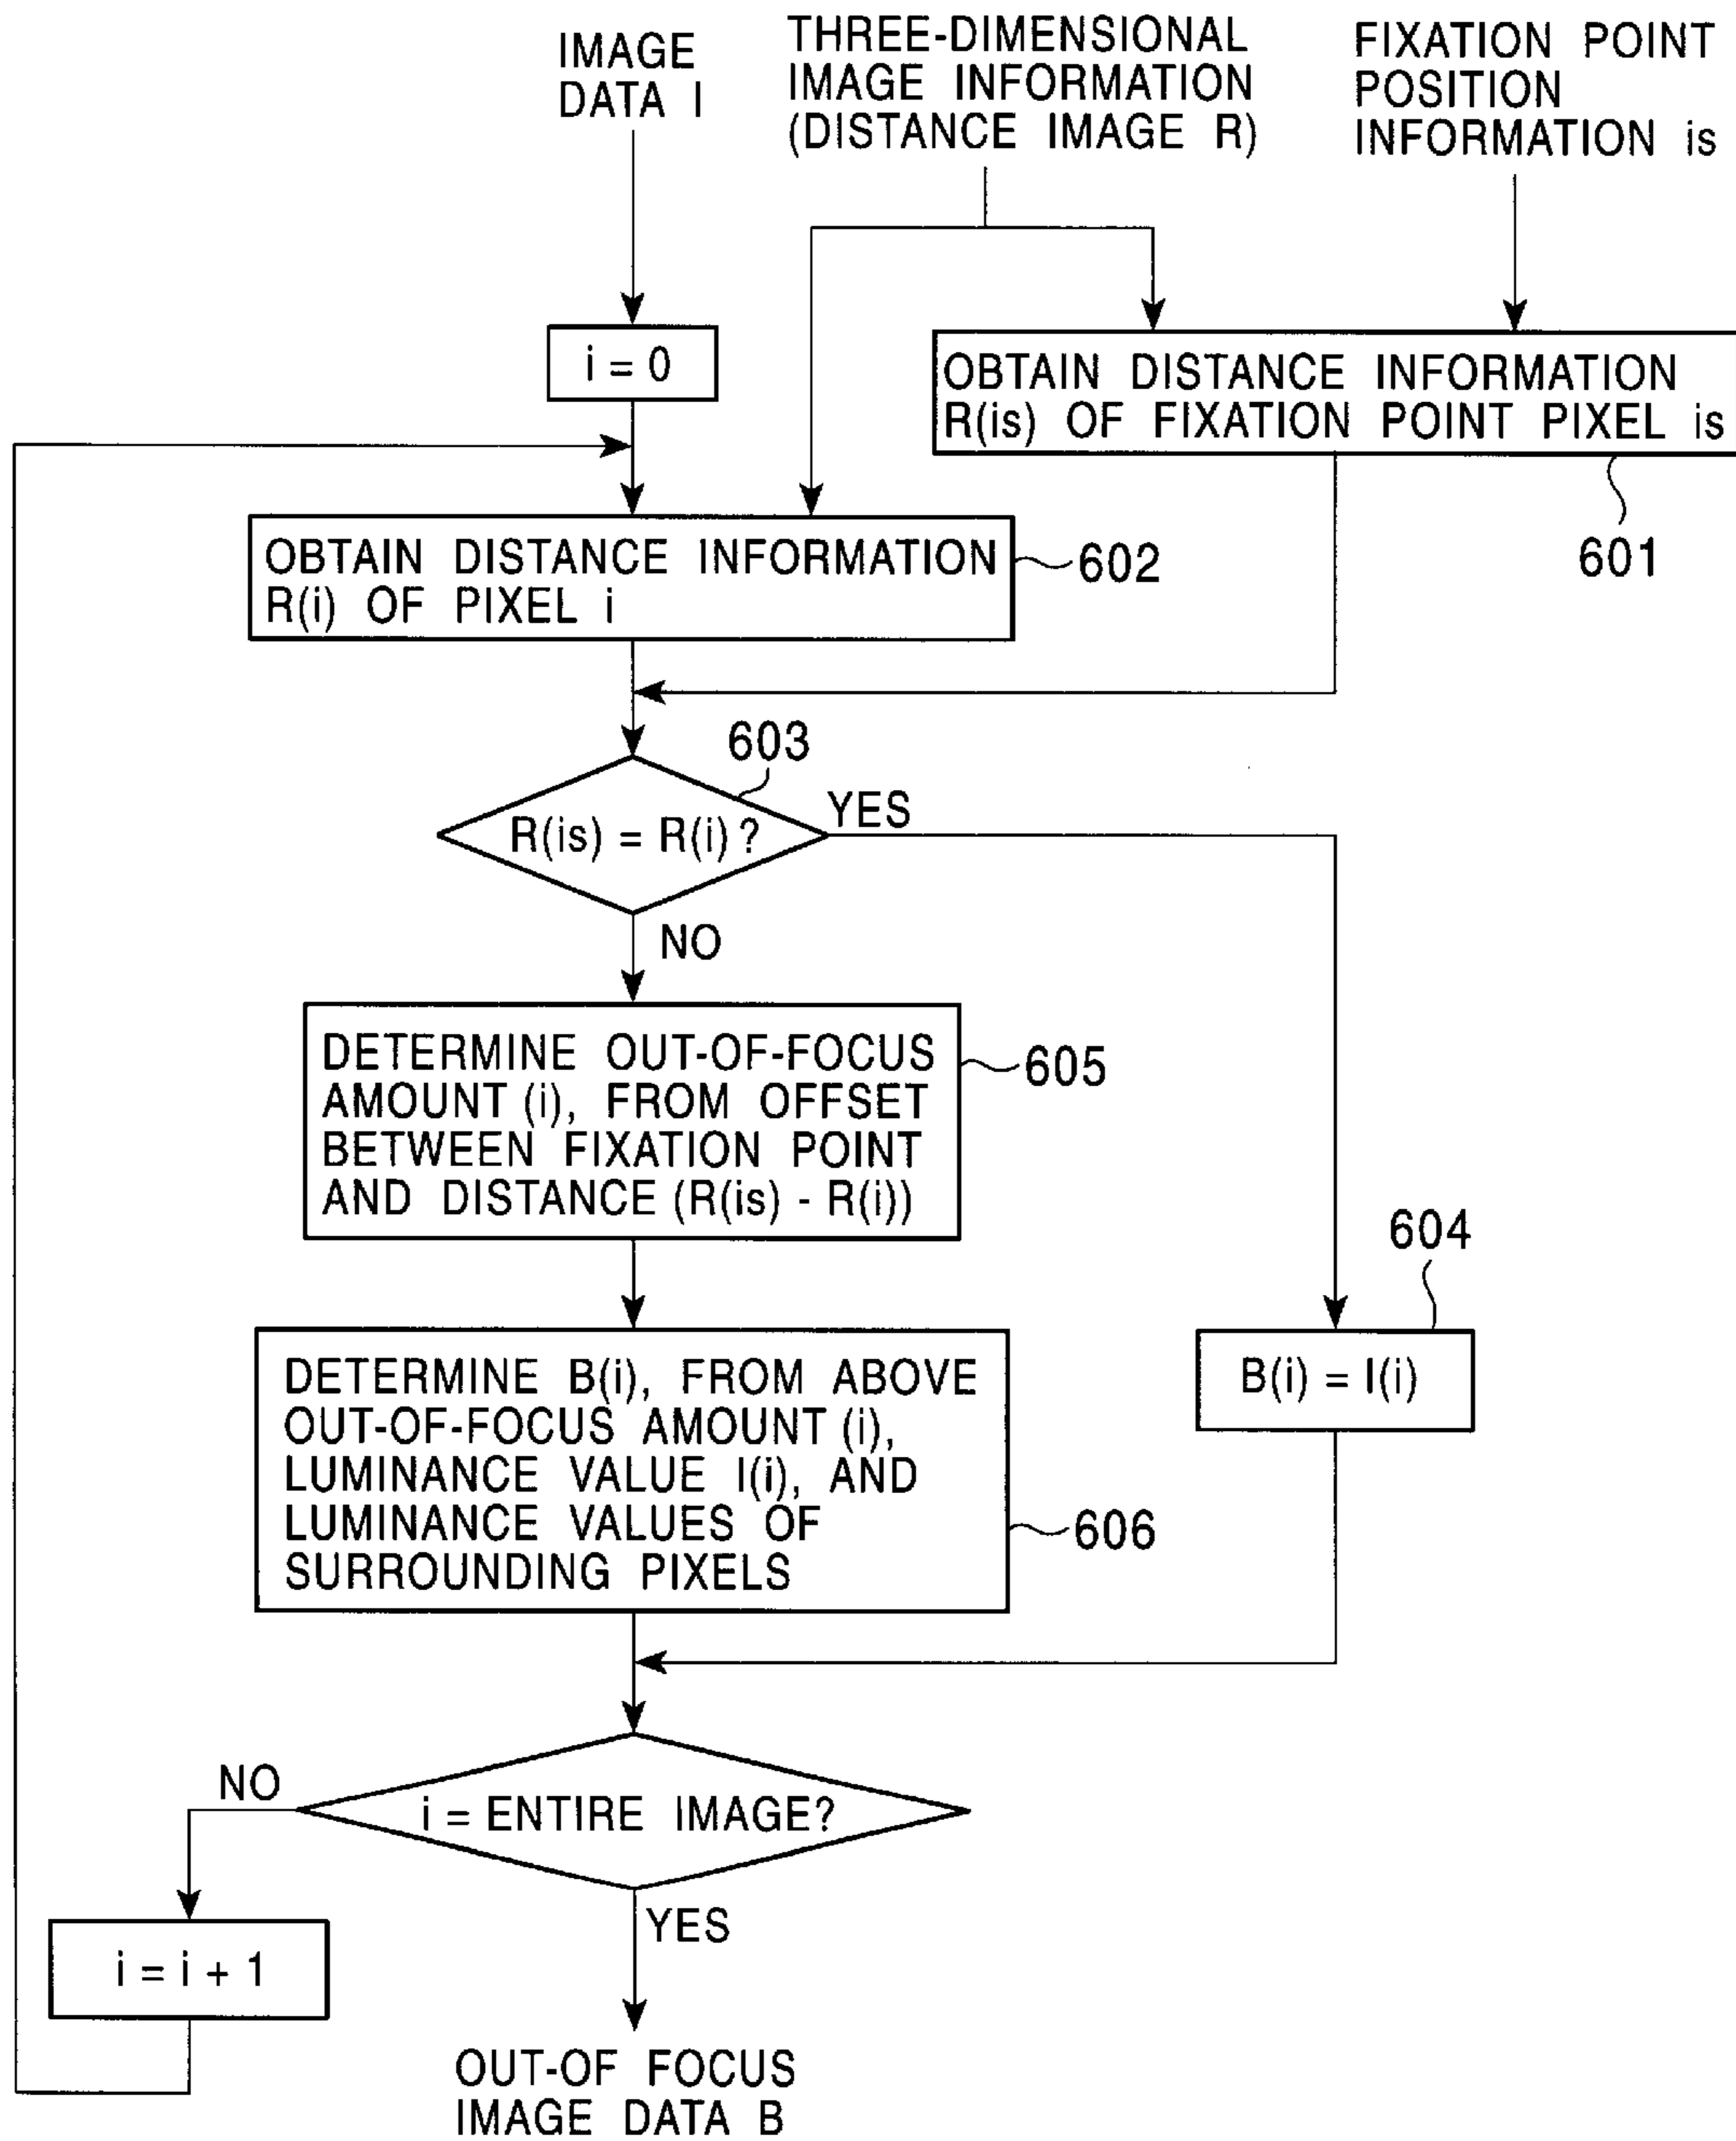 IMAGE
DATA I
THREE-DIMENSIONAL
IMAGE INFORMATION
(DISTANCE IMAGE R)
FIXATION POINT
POSITION
INFORMATION is
i = 0
OBTAIN DISTANCE INFORMATION
R(is) OF FIXATION POINT PIXEL is
601
OBTAIN DISTANCE INFORMATION
R(i) OF PIXEL i
602
603
R(is) = R(i) ?
YES
NO
DETERMINE OUT-OF-FOCUS
AMOUNT (i), FROM OFFSET
BETWEEN FIXATION POINT
AND DISTANCE (R(is) - R(i))
605
604
B(i) = I(i)
DETERMINE B(i), FROM ABOVE
OUT-OF-FOCUS AMOUNT (i),
LUMINANCE VALUE I(i), AND
LUMINANCE VALUES OF
SURROUNDING PIXELS
606
i = ENTIRE IMAGE?
NO
YES
i = i + 1
OUT-OF FOCUS
IMAGE DATA B